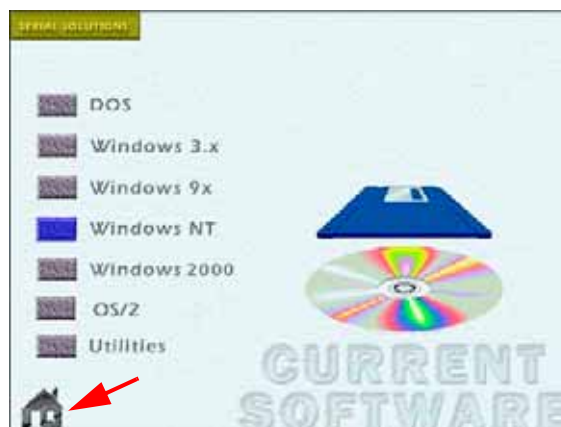 SERIAL SOLUTIONS
DOS
Windows 3.x
Windows 9x
Windows NT
Windows 2000
OS/2
Utilities
CURRENT
SOFTWARE